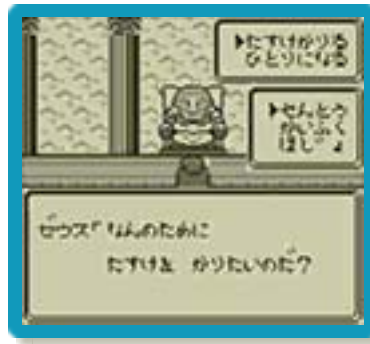 ▶たすけかりる
ひとりになる
▶せんとう
かいふく
はしご
ゼウス「なんのために
たすけを かりたいのだ?